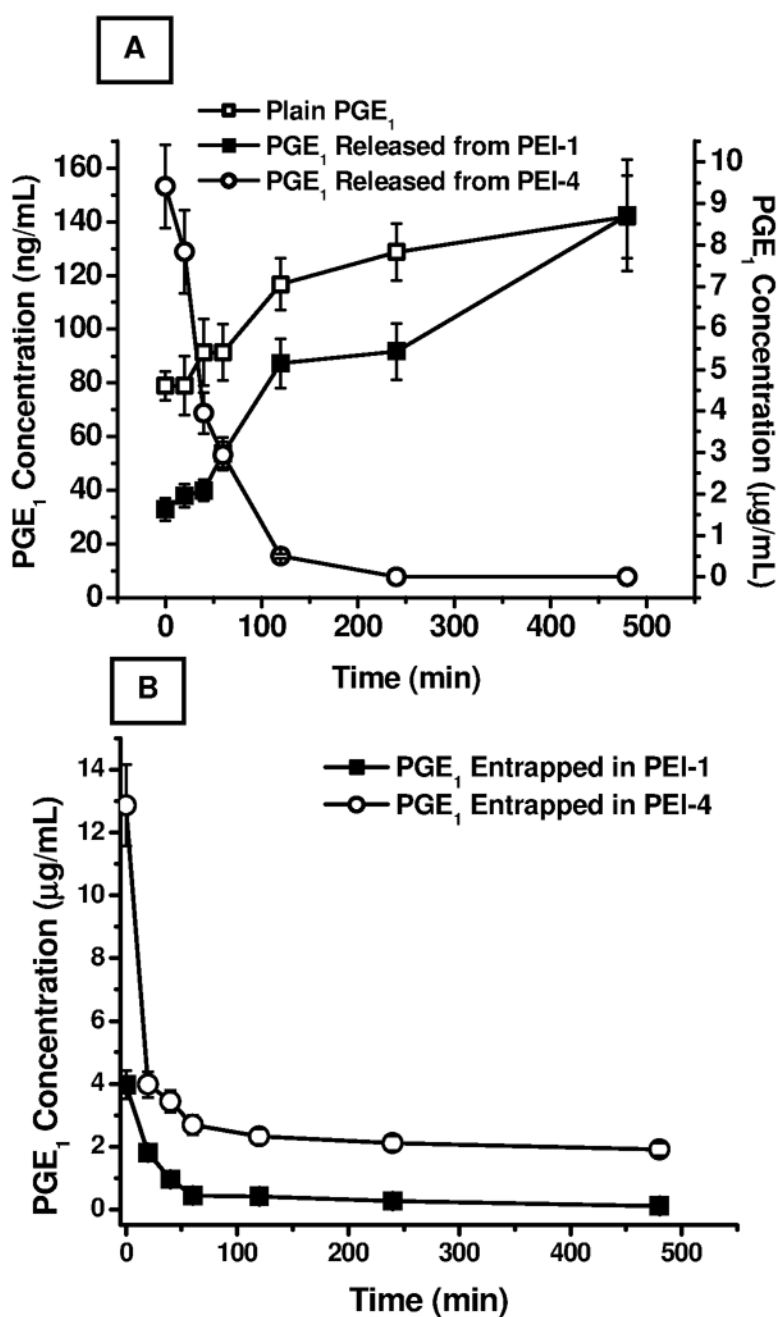 A
Plain PGE₁
PGE₁ Released from PEI-1
PGE₁ Released from PEI-4
PGE₁ Concentration (ng/mL)
160
140
120
100
80
60
40
20
0
10
9
8
7
6
5
4
3
2
1
0
PGE₁ Concentration (μg/mL)
0 100 200 300 400 500
Time (min)
B
PGE₁ Entrapped in PEI-1
PGE₁ Entrapped in PEI-4
PGE₁ Concentration (μg/mL)
14
12
10
8
6
4
2
0
0 100 200 300 400 500
Time (min)